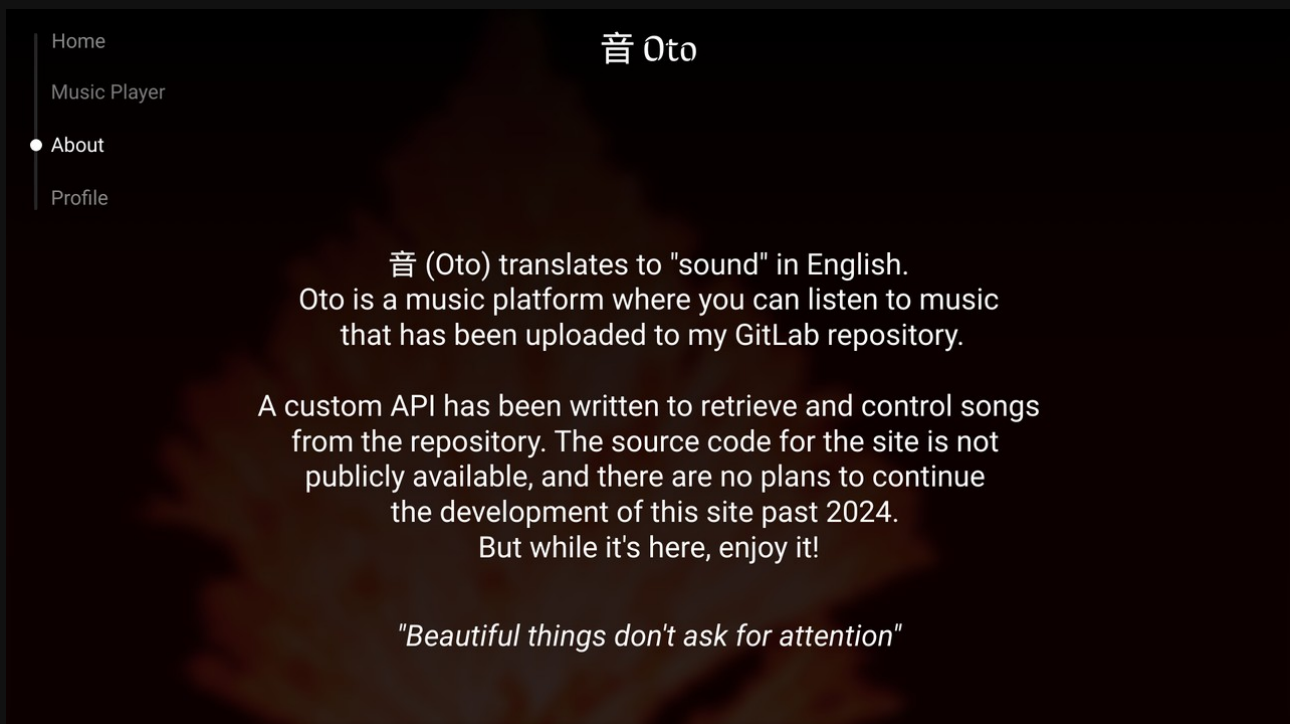 音 Oto
Home
Music Player
About
Profile
音 (Oto) translates to "sound" in English.
Oto is a music platform where you can listen to music
that has been uploaded to my GitLab repository.
A custom API has been written to retrieve and control songs
from the repository. The source code for the site is not
publicly available, and there are no plans to continue
the development of this site past 2024.
But while it's here, enjoy it!
"Beautiful things don't ask for attention"